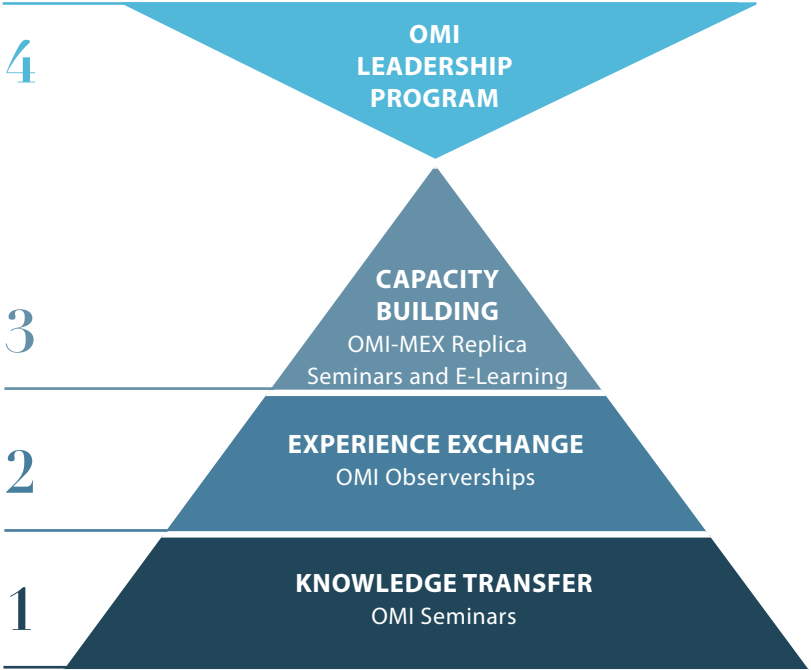 4
OMI
LEADERSHIP
PROGRAM
3
CAPACITY
BUILDING
OMI-MEX Replica
Seminars and E-Learning
2
EXPERIENCE EXCHANGE
OMI Observerships
1
KNOWLEDGE TRANSFER
OMI Seminars